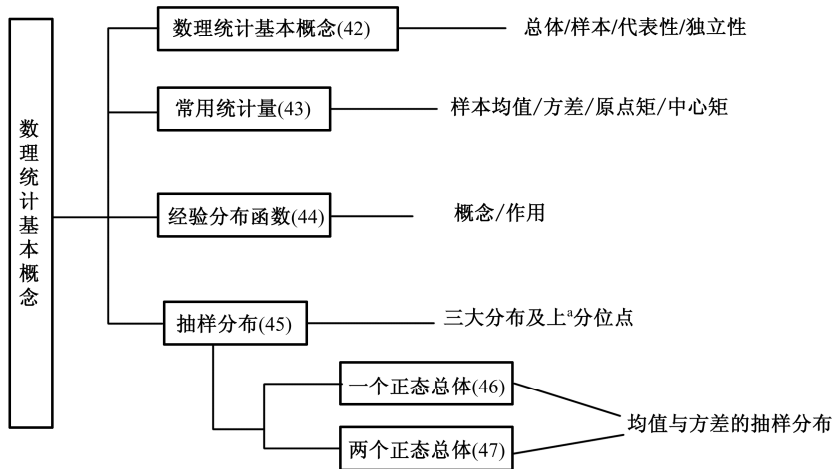 数理统计基本概念
数理统计基本概念(42)
总体/样本/代表性/独立性
常用统计量(43)
样本均值/方差/原点矩/中心矩
经验分布函数(44)
概念/作用
抽样分布(45)
三大分布及上ᵃ分位点
一个正态总体(46)
两个正态总体(47)
均值与方差的抽样分布